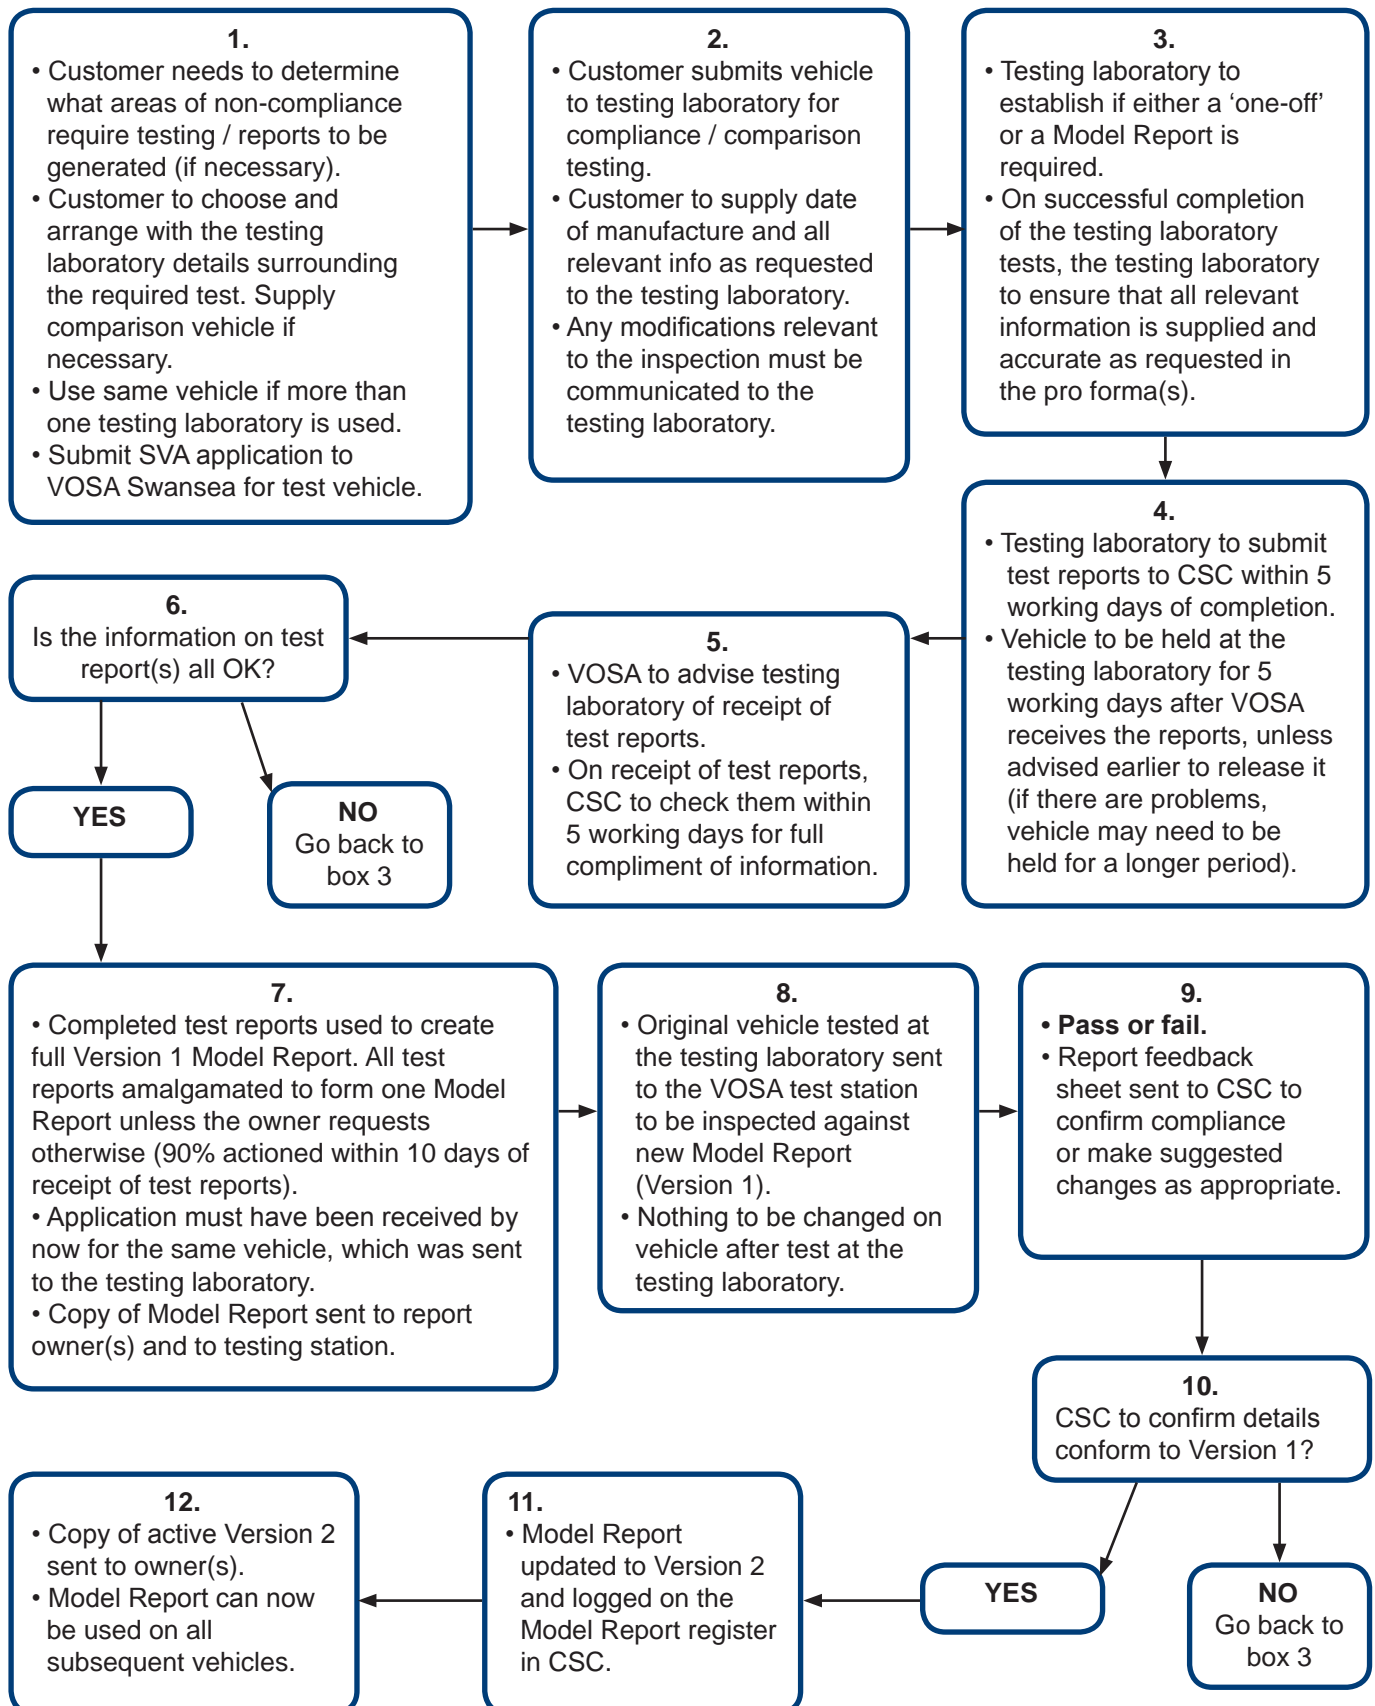 1.
• Customer needs to determine
what areas of non-compliance
require testing / reports to be
generated (if necessary).
• Customer to choose and
arrange with the testing
laboratory details surrounding
the required test. Supply
comparison vehicle if
necessary.
• Use same vehicle if more than
one testing laboratory is used.
• Submit SVA application to
VOSA Swansea for test vehicle.
2.
• Customer submits vehicle
to testing laboratory for
compliance / comparison
testing.
• Customer to supply date
of manufacture and all
relevant info as requested
to the testing laboratory.
• Any modifications relevant
to the inspection must be
communicated to the
testing laboratory.
3.
• Testing laboratory to
establish if either a ‘one-off’
or a Model Report is
required.
• On successful completion
of the testing laboratory
tests, the testing laboratory
to ensure that all relevant
information is supplied and
accurate as requested in
the pro forma(s).
4.
• Testing laboratory to submit
test reports to CSC within 5
working days of completion.
• Vehicle to be held at the
testing laboratory for 5
working days after VOSA
receives the reports, unless
advised earlier to release it
(if there are problems,
vehicle may need to be
held for a longer period).
5.
• VOSA to advise testing
laboratory of receipt of
test reports.
• On receipt of test reports,
CSC to check them within
5 working days for full
compliment of information.
6.
Is the information on test
report(s) all OK?
YES
NO
Go back to
box 3
7.
• Completed test reports used to create
full Version 1 Model Report. All test
reports amalgamated to form one Model
Report unless the owner requests
otherwise (90% actioned within 10 days of
receipt of test reports).
• Application must have been received by
now for the same vehicle, which was sent
to the testing laboratory.
• Copy of Model Report sent to report
owner(s) and to testing station.
8.
• Original vehicle tested at
the testing laboratory sent
to the VOSA test station
to be inspected against
new Model Report
(Version 1).
• Nothing to be changed on
vehicle after test at the
testing laboratory.
9.
• Pass or fail.
• Report feedback
sheet sent to CSC to
confirm compliance
or make suggested
changes as appropriate.
10.
CSC to confirm details
conform to Version 1?
YES
NO
Go back to
box 3
11.
• Model Report
updated to Version 2
and logged on the
Model Report register
in CSC.
12.
• Copy of active Version 2
sent to owner(s).
• Model Report can now
be used on all
subsequent vehicles.